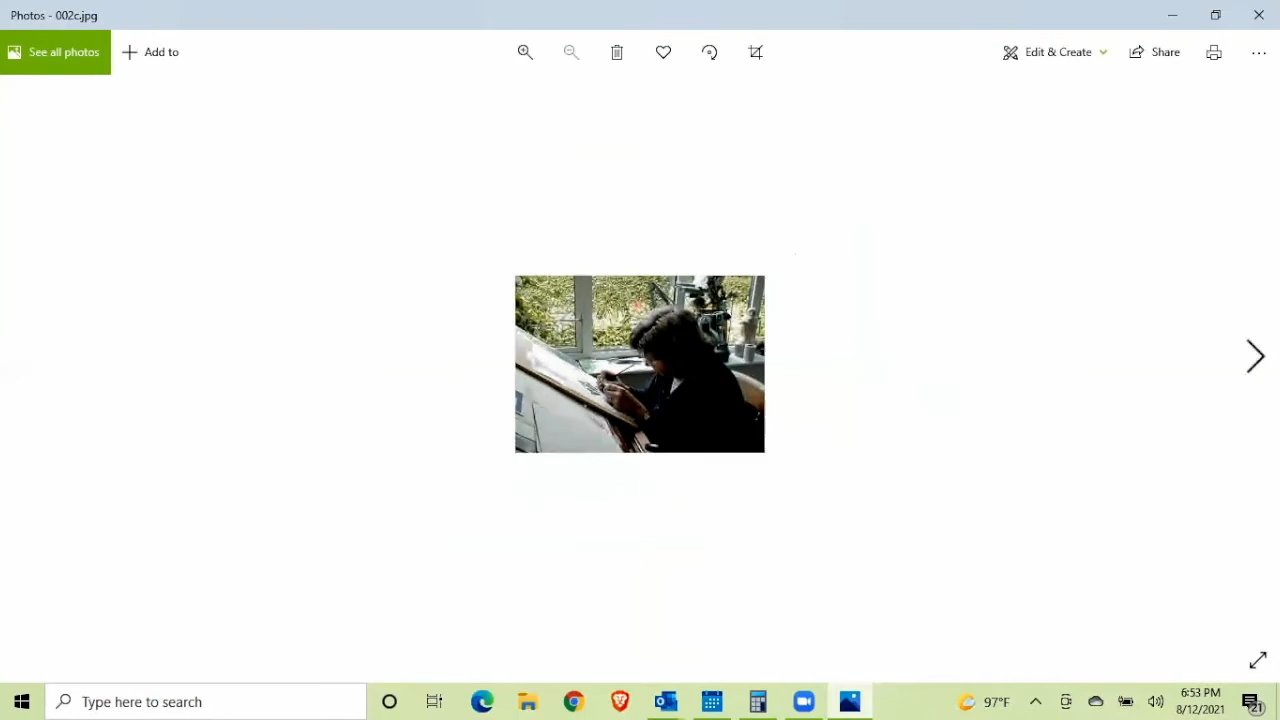 Photos - 002c.jpg
See all photos
Add to
Edit & Create
Share
Type here to search
97°F
6:53 PM
8/12/2021
21